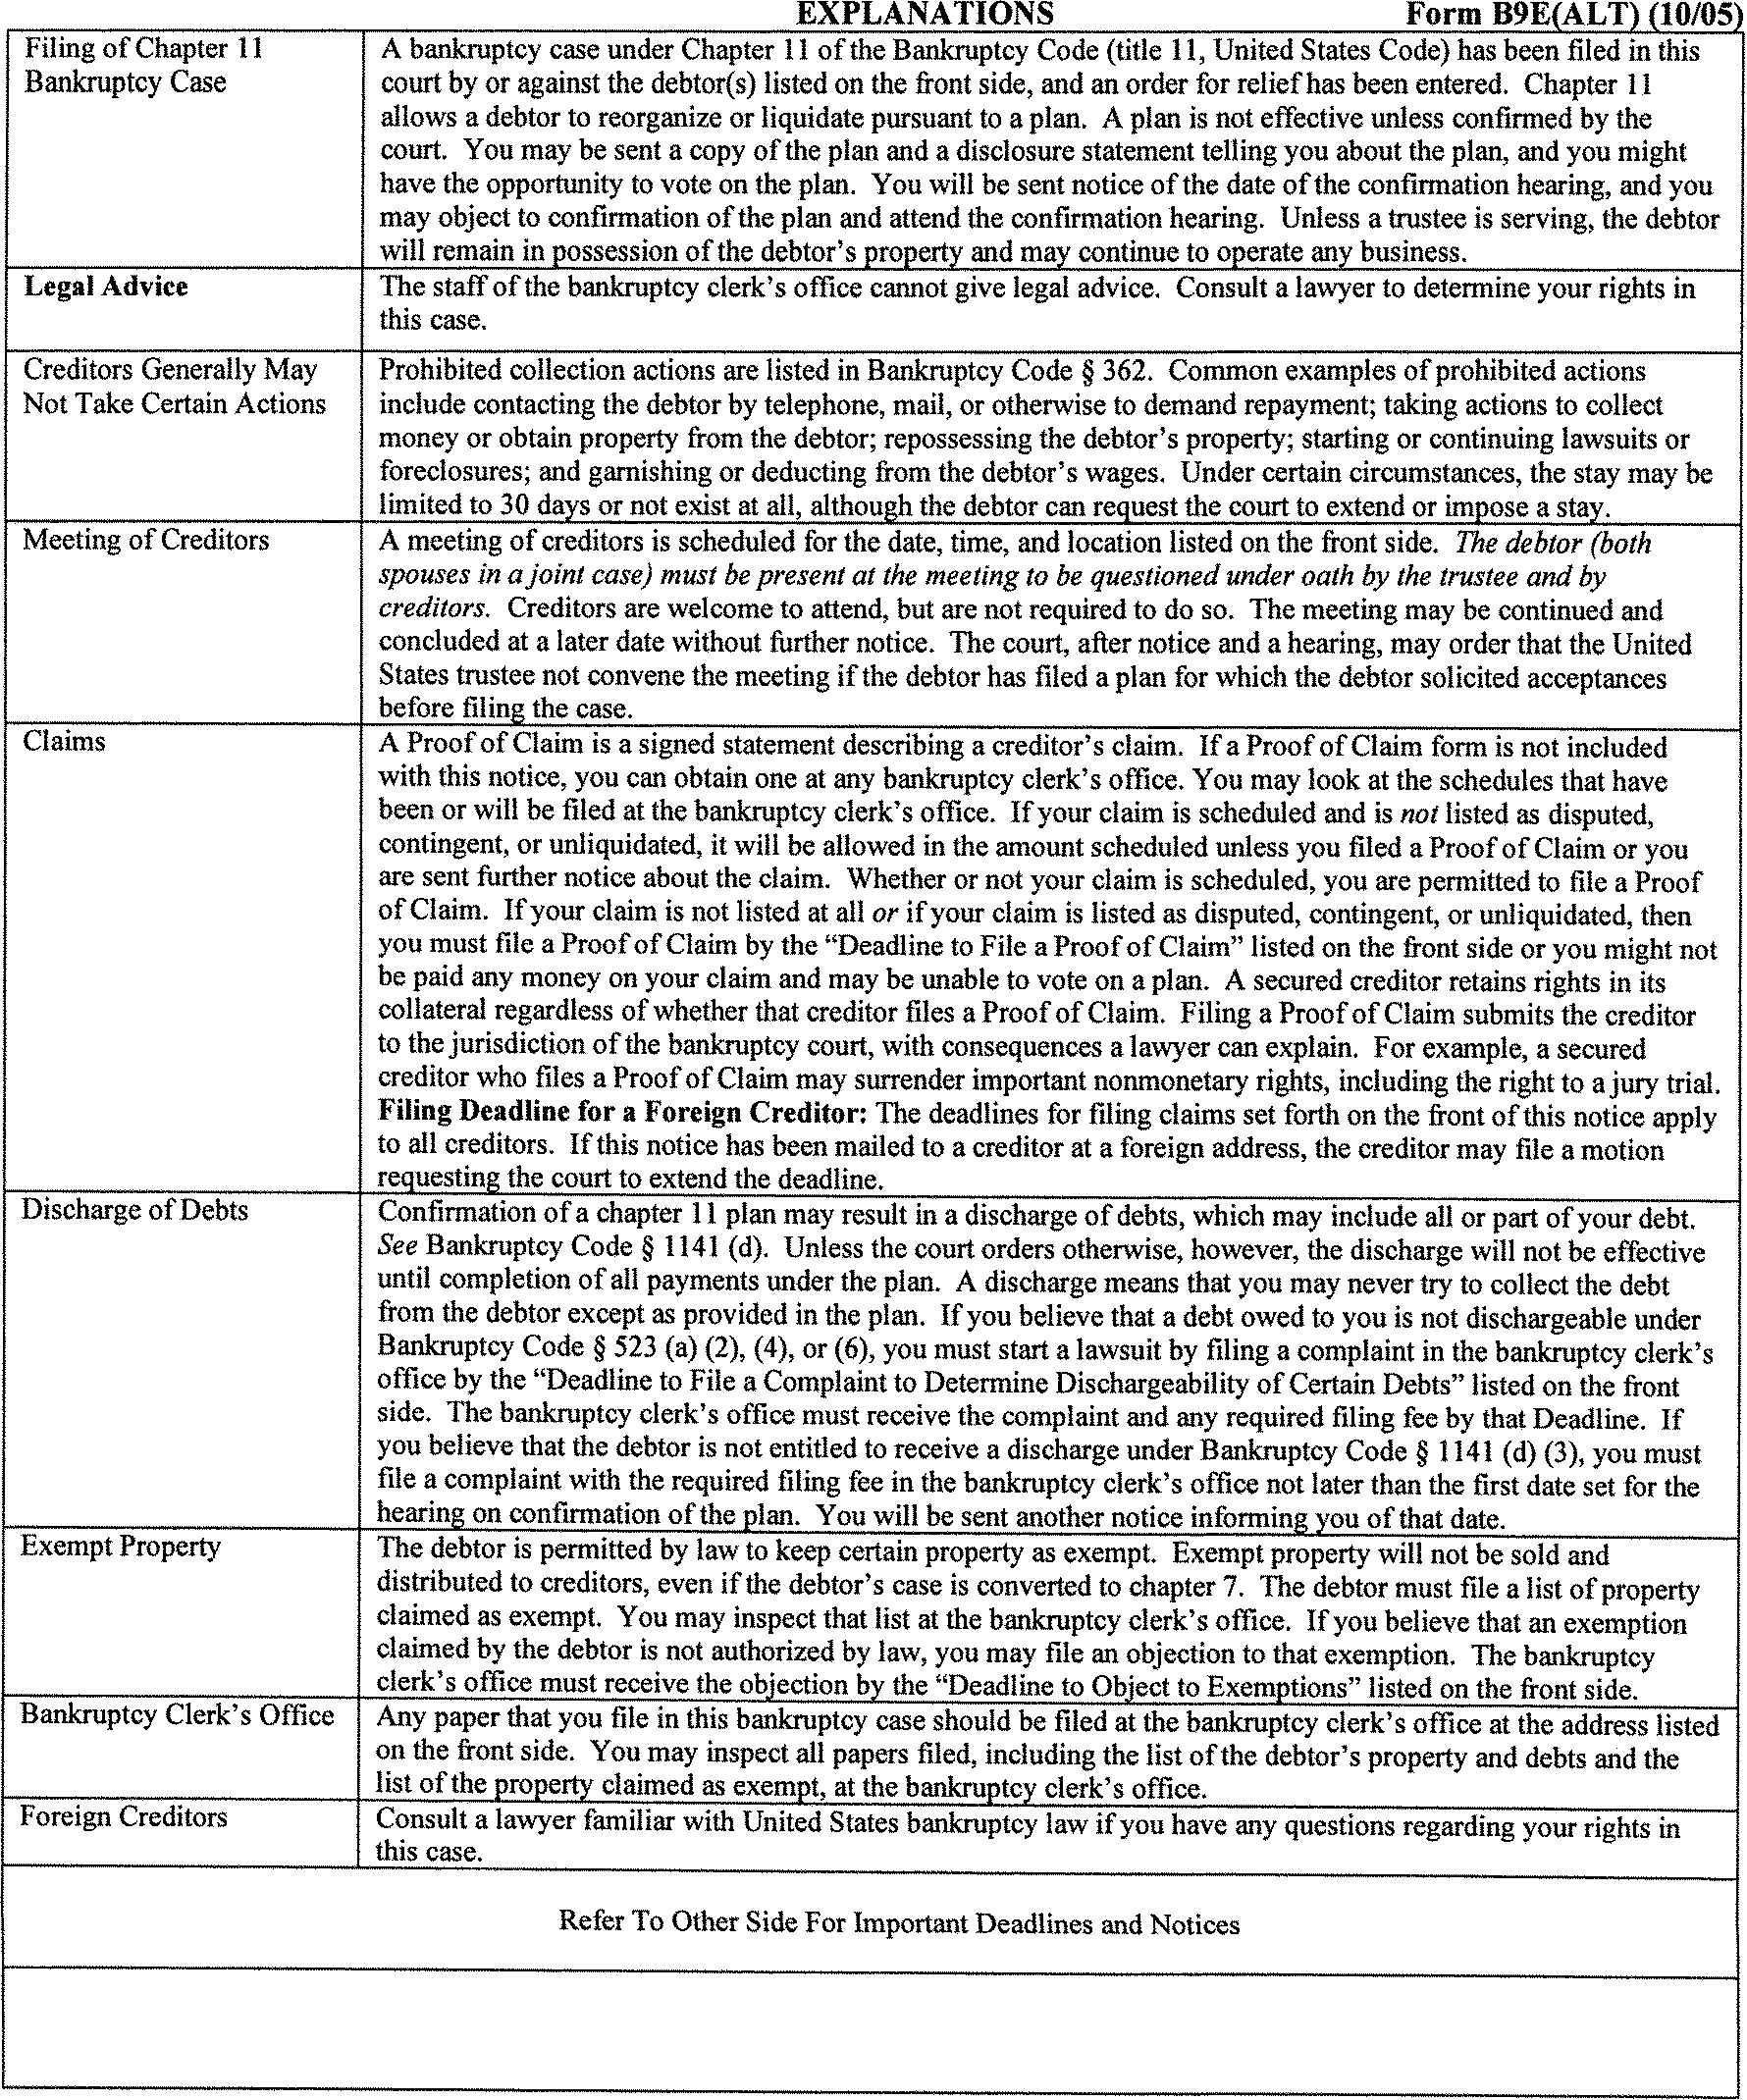 EXPLANATIONS Form B9E(ALT) (10/05)
Filing of Chapter 11
Bankruptcy Case
A bankruptcy case under Chapter 11 of the Bankruptcy Code (title 11, United States Code) has been filed in this
court by or against the debtor(s) listed on the front side, and an order for relief has been entered. Chapter 11
allows a debtor to reorganize or liquidate pursuant to a plan. A plan is not effective unless confirmed by the
court. You may be sent a copy of the plan and a disclosure statement telling you about the plan, and you might
have the opportunity to vote on the plan. You will be sent notice of the date of the confirmation hearing, and you
may object to confirmation of the plan and attend the confirmation hearing. Unless a trustee is serving, the debtor
will remain in possession of the debtor's property and may continue to operate any business.
Legal Advice
The staff of the bankruptcy clerk's office cannot give legal advice. Consult a lawyer to determine your rights in
this case.
Creditors Generally May
Not Take Certain Actions
Prohibited collection actions are listed in Bankruptcy Code § 362. Common examples of prohibited actions
include contacting the debtor by telephone, mail, or otherwise to demand repayment; taking actions to collect
money or obtain property from the debtor; repossessing the debtor's property; starting or continuing lawsuits or
foreclosures; and garnishing or deducting from the debtor's wages. Under certain circumstances, the stay may be
limited to 30 days or not exist at all, although the debtor can request the court to extend or impose a stay.
Meeting of Creditors
A meeting of creditors is scheduled for the date, time, and location listed on the front side. The debtor (both
spouses in a joint case) must be present at the meeting to be questioned under oath by the trustee and by
creditors. Creditors are welcome to attend, but are not required to do so. The meeting may be continued and
concluded at a later date without further notice. The court, after notice and a hearing, may order that the United
States trustee not convene the meeting if the debtor has filed a plan for which the debtor solicited acceptances
before filing the case.
Claims
A Proof of Claim is a signed statement describing a creditor's claim. If a Proof of Claim form is not included
with this notice, you can obtain one at any bankruptcy clerk's office. You may look at the schedules that have
been or will be filed at the bankruptcy clerk's office. If your claim is scheduled and is not listed as disputed,
contingent, or unliquidated, it will be allowed in the amount scheduled unless you filed a Proof of Claim or you
are sent further notice about the claim. Whether or not your claim is scheduled, you are permitted to file a Proof
of Claim. If your claim is not listed at all or if your claim is listed as disputed, contingent, or unliquidated, then
you must file a Proof of Claim by the “Deadline to File a Proof of Claim” listed on the front side or you might not
be paid any money on your claim and may be unable to vote on a plan. A secured creditor retains rights in its
collateral regardless of whether that creditor files a Proof of Claim. Filing a Proof of Claim submits the creditor
to the jurisdiction of the bankruptcy court, with consequences a lawyer can explain. For example, a secured
creditor who files a Proof of Claim may surrender important nonmonetary rights, including the right to a jury trial.
Filing Deadline for a Foreign Creditor: The deadlines for filing claims set forth on the front of this notice apply
to all creditors. If this notice has been mailed to a creditor at a foreign address, the creditor may file a motion
requesting the court to extend the deadline.
Discharge of Debts
Confirmation of a chapter 11 plan may result in a discharge of debts, which may include all or part of your debt.
See Bankruptcy Code § 1141 (d). Unless the court orders otherwise, however, the discharge will not be effective
until completion of all payments under the plan. A discharge means that you may never try to collect the debt
from the debtor except as provided in the plan. If you believe that a debt owed to you is not dischargeable under
Bankruptcy Code § 523 (a) (2), (4), or (6), you must start a lawsuit by filing a complaint in the bankruptcy clerk's
office by the “Deadline to File a Complaint to Determine Dischargeability of Certain Debts” listed on the front
side. The bankruptcy clerk's office must receive the complaint and any required filing fee by that Deadline. If
you believe that the debtor is not entitled to receive a discharge under Bankruptcy Code § 1141 (d) (3), you must
file a complaint with the required filing fee in the bankruptcy clerk's office not later than the first date set for the
hearing on confirmation of the plan. You will be sent another notice informing you of that date.
Exempt Property
The debtor is permitted by law to keep certain property as exempt. Exempt property will not be sold and
distributed to creditors, even if the debtor's case is converted to chapter 7. The debtor must file a list of property
claimed as exempt. You may inspect that list at the bankruptcy clerk's office. If you believe that an exemption
claimed by the debtor is not authorized by law, you may file an objection to that exemption. The bankruptcy
clerk's office must receive the objection by the “Deadline to Object to Exemptions” listed on the front side.
Bankruptcy Clerk's Office
Any paper that you file in this bankruptcy case should be filed at the bankruptcy clerk's office at the address listed
on the front side. You may inspect all papers filed, including the list of the debtor's property and debts and the
list of the property claimed as exempt, at the bankruptcy clerk's office.
Foreign Creditors
Consult a lawyer familiar with United States bankruptcy law if you have any questions regarding your rights in
this case.
Refer To Other Side For Important Deadlines and Notices